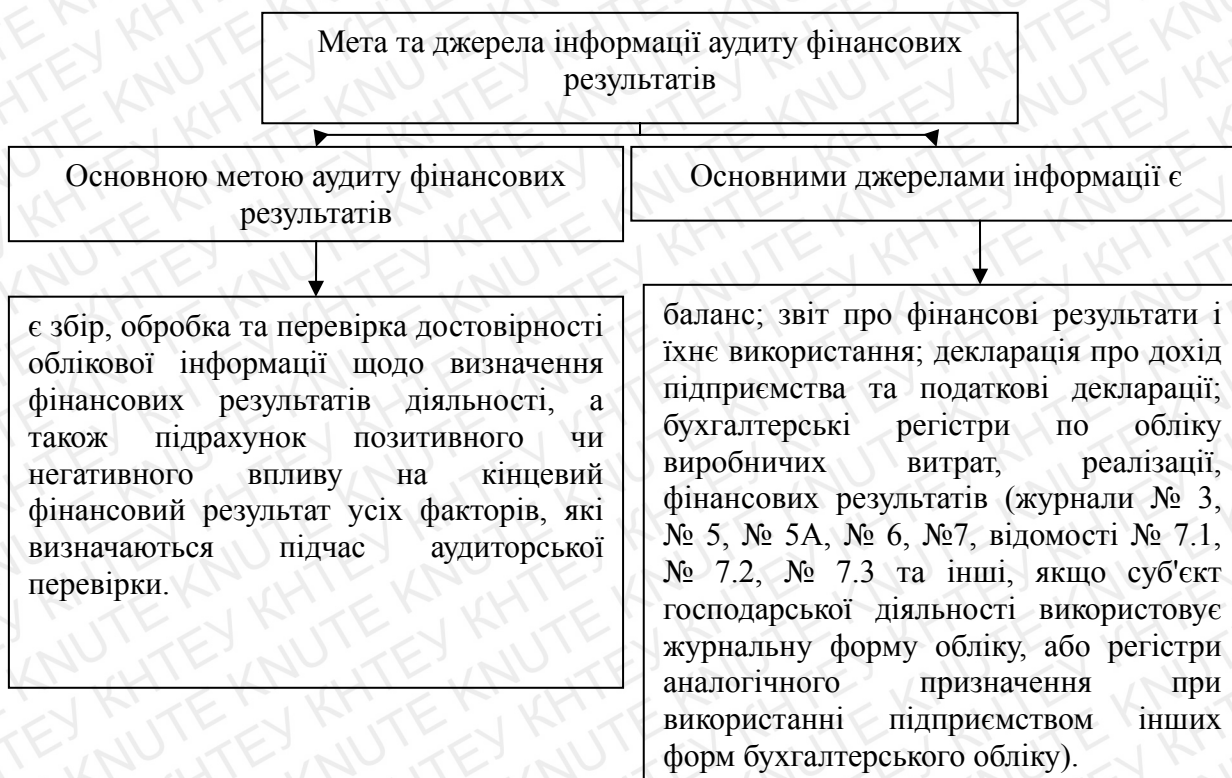 Мета та джерела інформації аудиту фінансових
результатів
Основною метою аудиту фінансових
результатів
Основними джерелами інформації є
є збір, обробка та перевірка достовірності
облікової інформації щодо визначення
фінансових результатів діяльності, а
також підрахунок позитивного чи
негативного впливу на кінцевий
фінансовий результат усіх факторів, які
визначаються підчас аудиторської
перевірки.
баланс; звіт про фінансові результати і
їхнє використання; декларація про дохід
підприємства та податкові декларації;
бухгалтерські регістри по обліку
виробничих витрат, реалізації,
фінансових результатів (журнали № 3,
№ 5, № 5А, № 6, №7, відомості № 7.1,
№ 7.2, № 7.3 та інші, якщо суб'єкт
господарської діяльності використовує
журнальну форму обліку, або регістри
аналогічного призначення при
використанні підприємством інших
форм бухгалтерського обліку).